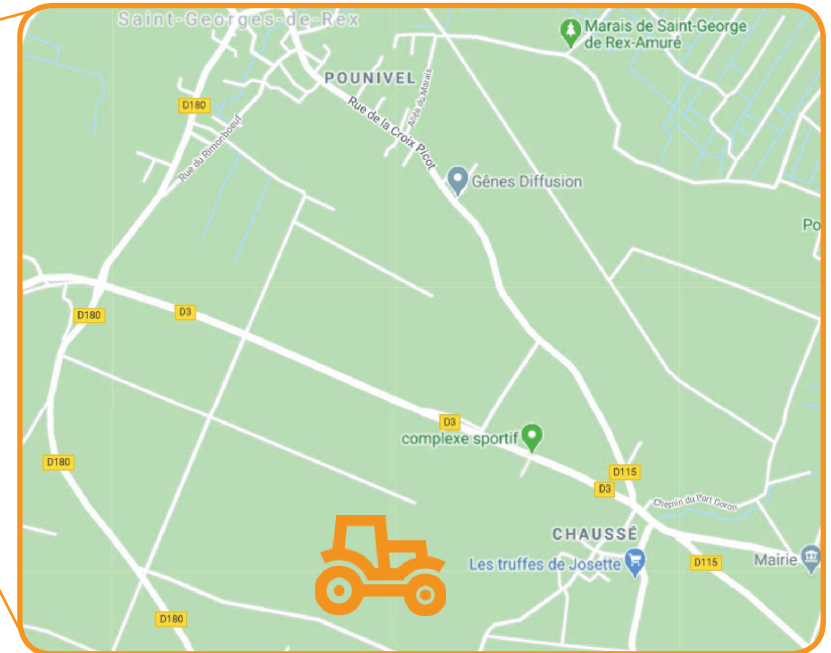 Saint-Georges-de-Rex
Marais de Saint-George
de Rex-Amuré
POUNIVEL
D180
Rue de la Croix Picot
Allée du Marais
Rue du Rimonboeuf
Gênes Diffusion
Po
D180
D3
D3
complexe sportif
D180
D115
D3
Chemin du Port Goron
CHAUSSÉ
Les truffes de Josette
D115
Mairie
D180